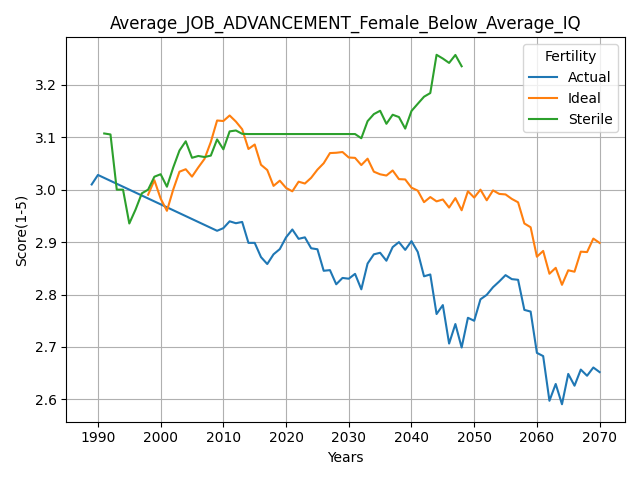 Average_JOB_ADVANCEMENT_Female_Below_Average_IQ
Fertility
Actual
Ideal
Sterile
Score(1-5)
3.2
3.1
3.0
2.9
2.8
2.7
2.6
1990 2000 2010 2020 2030 2040 2050 2060 2070
Years